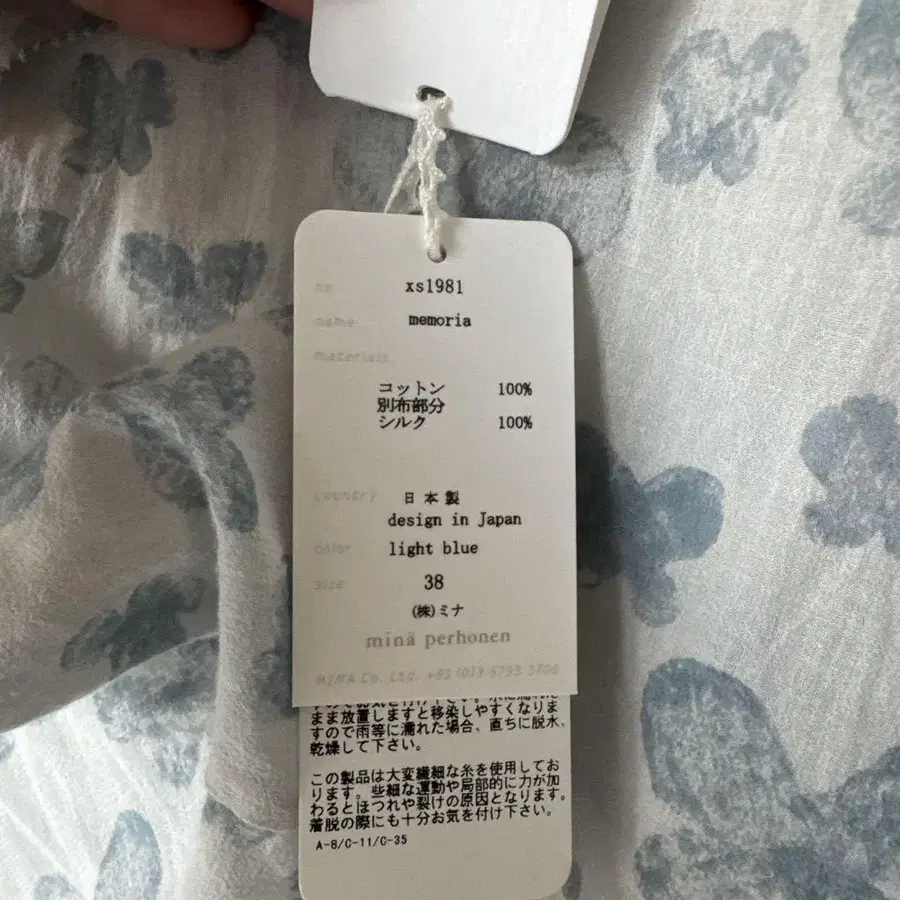 no. xs1981
name memoria
materials
コットン 100%
別布部分
シルク 100%
country 日本製
design in Japan
color light blue
size 38
(株)ミナ
minä perhonen
MINA Co. Ltd.
まま放置しますと移染しやすくなりま
すので雨等に濡れた場合、直ちに脱水、
乾燥して下さい。
この製品は大変繊細な糸を使用してお
ります。些細な運動や局部的に力が加
わるとほつれや裂けの原因となります。
着脱の際にも十分お気を付け下さい。
A-8/C-11/C-35